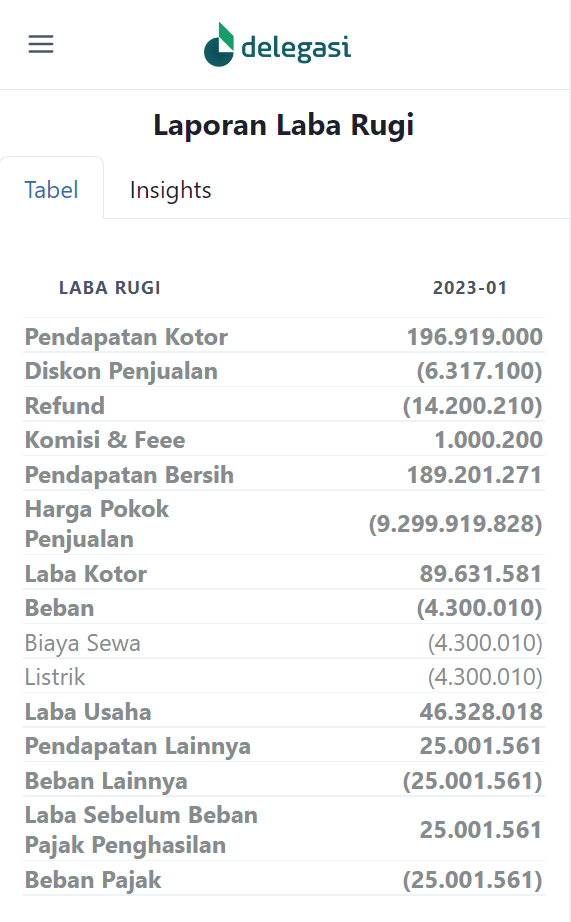 delegasi
Laporan Laba Rugi
Tabel Insights
LABA RUGI 2023-01
Pendapatan Kotor 196.919.000
Diskon Penjualan (6.317.100)
Refund (14.200.210)
Komisi & Feee 1.000.200
Pendapatan Bersih 189.201.271
Harga Pokok
Penjualan (9.299.919.828)
Laba Kotor 89.631.581
Beban (4.300.010)
Biaya Sewa (4.300.010)
Listrik (4.300.010)
Laba Usaha 46.328.018
Pendapatan Lainnya 25.001.561
Beban Lainnya (25.001.561)
Laba Sebelum Beban
Pajak Penghasilan 25.001.561
Beban Pajak (25.001.561)